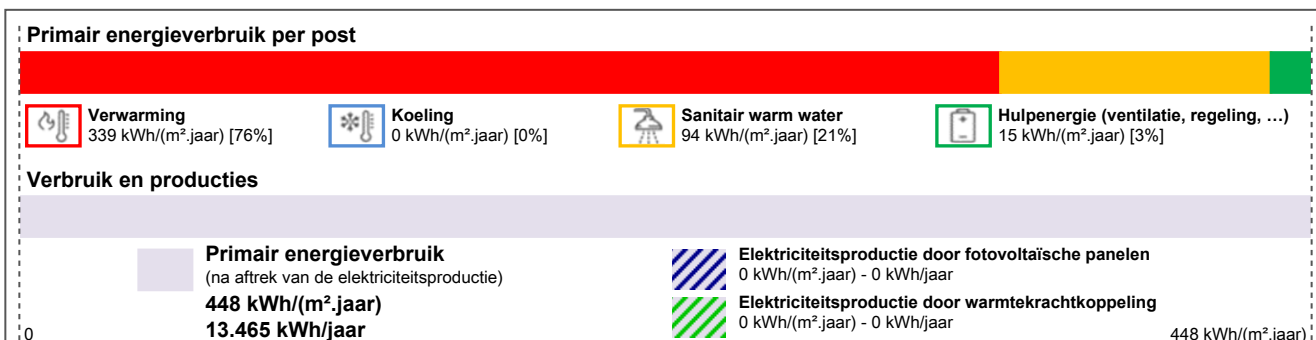 Primair energieverbruik per post
Verwarming
339 kWh/(m².jaar) [76%]
Koeling
0 kWh/(m².jaar) [0%]
Sanitair warm water
94 kWh/(m².jaar) [21%]
Hulpenergie (ventilatie, regeling, ...)
15 kWh/(m².jaar) [3%]
Verbruik en producties
Primair energieverbruik
(na aftrek van de elektriciteitsproductie)
448 kWh/(m².jaar)
13.465 kWh/jaar
Elektriciteitsproductie door fotovoltaïsche panelen
0 kWh/(m².jaar) - 0 kWh/jaar
Elektriciteitsproductie door warmtekrachtkoppeling
0 kWh/(m².jaar) - 0 kWh/jaar
0
448 kWh/(m².jaar)